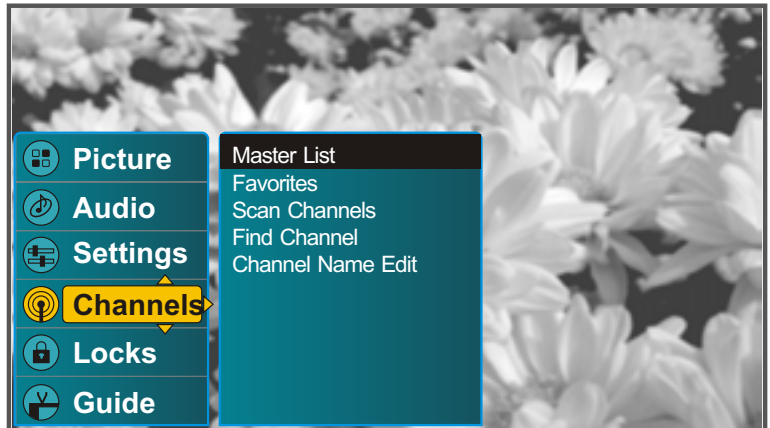 Picture
Audio
Settings
Channels
Locks
Guide
Master List
Favorites
Scan Channels
Find Channel
Channel Name Edit